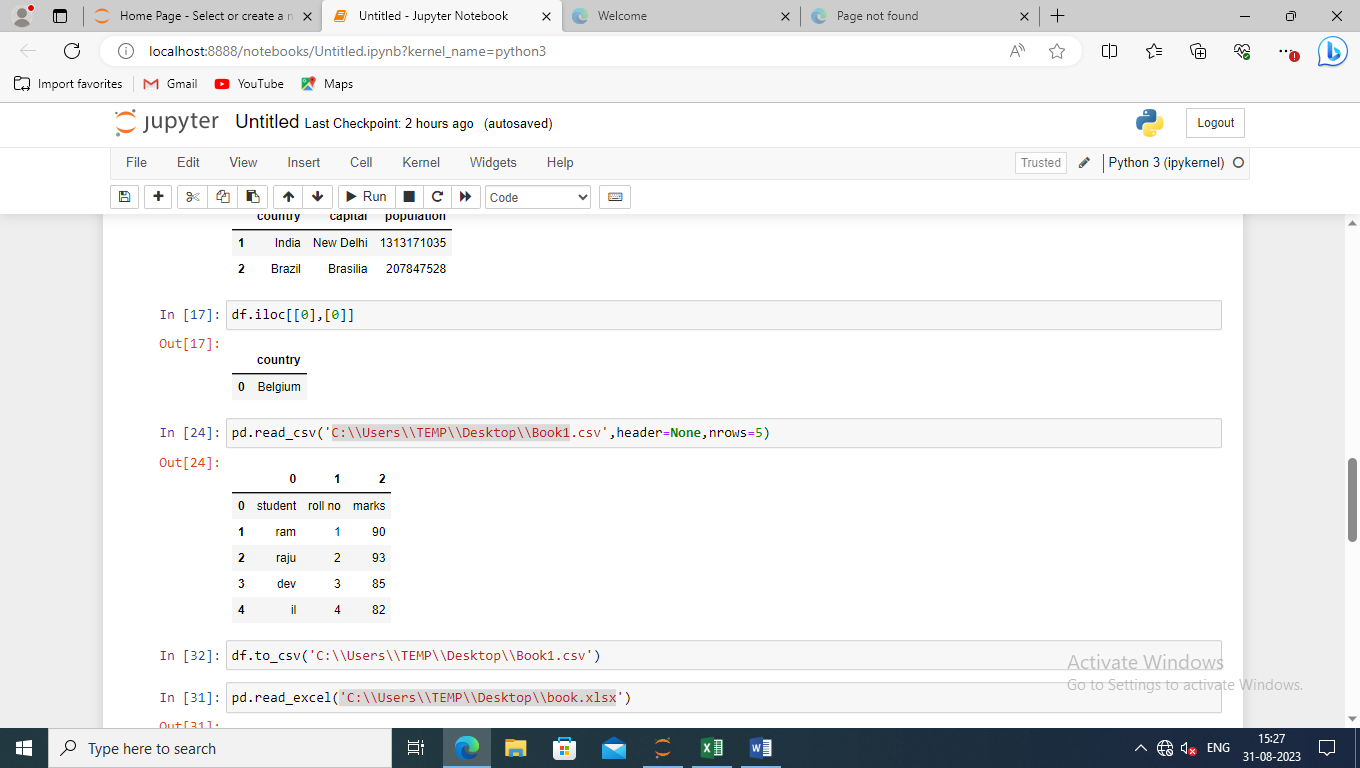 Home Page - Select or create a n
Untitled - Jupyter Notebook
Welcome
Page not found
localhost:8888/notebooks/Untitled.ipynb?kernel_name=python3
Import favorites
Gmail
YouTube
Maps
jupyter Untitled Last Checkpoint: 2 hours ago (autosaved)
Logout
File Edit View Insert Cell Kernel Widgets Help
Trusted
Python 3 (ipykernel)
Run
Code
country capital population
1 India New Delhi 1313171035
2 Brazil Brasilia 207847528
In [17]: df.iloc[[0],[0]]
Out[17]:
country
0 Belgium
In [24]: pd.read_csv('C:\\Users\\TEMP\\Desktop\\Book1.csv',header=None,nrows=5)
Out[24]:
0 1 2
0 student roll no marks
1 ram 1 90
2 raju 2 93
3 dev 3 85
4 il 4 82
In [32]: df.to_csv('C:\\Users\\TEMP\\Desktop\\Book1.csv')
In [31]: pd.read_excel('C:\\Users\\TEMP\\Desktop\\book.xlsx')
Out[31]:
Activate Windows
Go to Settings to activate Windows.
Type here to search
ENG
15:27
31-08-2023